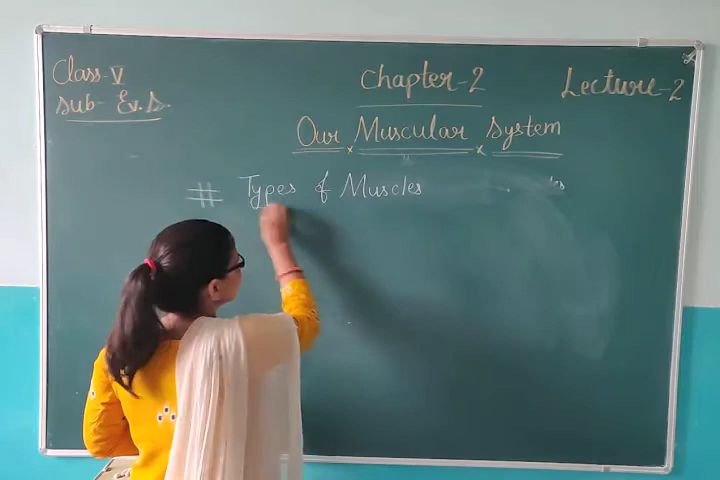 Class-V
Sub- Ev.S.
Chapter-2
Lecture-2
Our Muscular System
# Types of Muscles